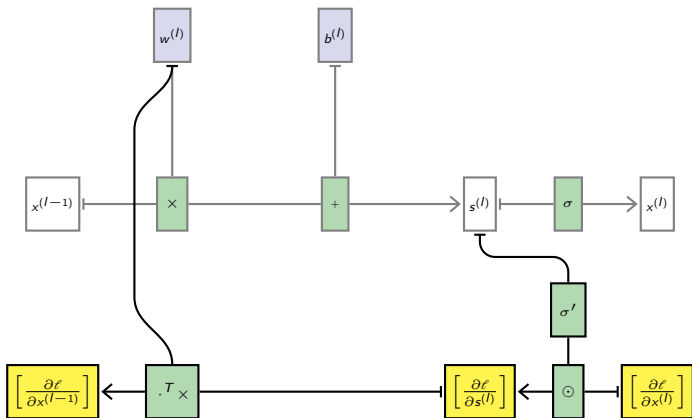 w^(l) b^(l)
x^(l−1) × + s^(l) σ x^(l)
σ′
[∂ℓ/∂x^(l−1)] ·^T × [∂ℓ/∂s^(l)] ⊙ [∂ℓ/∂x^(l)]